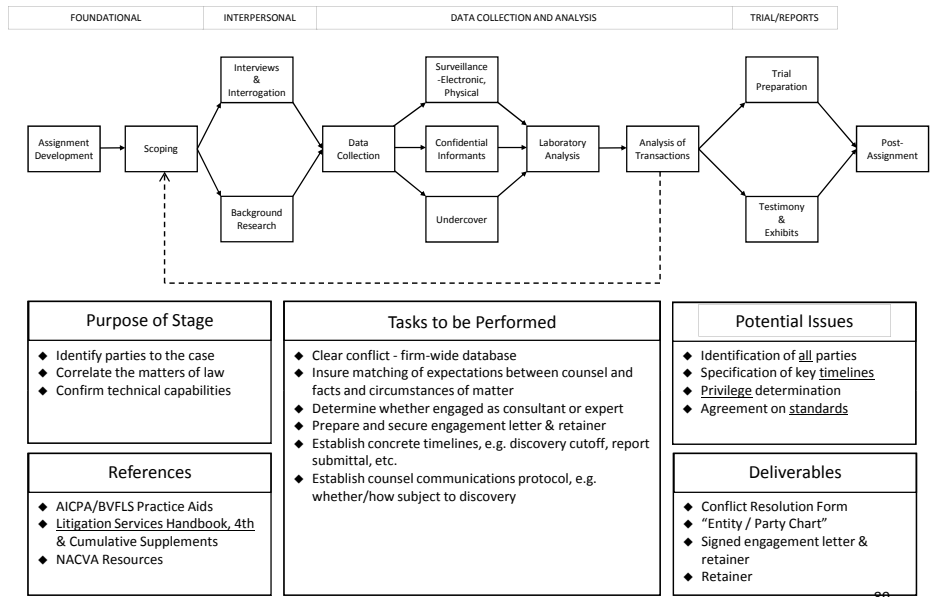 FOUNDATIONAL
INTERPERSONAL
DATA COLLECTION AND ANALYSIS
TRIAL/REPORTS
Assignment
Development
Scoping
Interviews
&
Interrogation
Background
Research
Data
Collection
Surveillance
-Electronic,
Physical
Confidential
Informants
Undercover
Laboratory
Analysis
Analysis of
Transactions
Trial
Preparation
Testimony
&
Exhibits
Post-
Assignment
Purpose of Stage
◆ Identify parties to the case
◆ Correlate the matters of law
◆ Confirm technical capabilities
References
◆ AICPA/BVFLS Practice Aids
◆ Litigation Services Handbook, 4th
& Cumulative Supplements
◆ NACVA Resources
Tasks to be Performed
◆ Clear conflict - firm-wide database
◆ Insure matching of expectations between counsel and
facts and circumstances of matter
◆ Determine whether engaged as consultant or expert
◆ Prepare and secure engagement letter & retainer
◆ Establish concrete timelines, e.g. discovery cutoff, report
submittal, etc.
◆ Establish counsel communications protocol, e.g.
whether/how subject to discovery
Potential Issues
◆ Identification of all parties
◆ Specification of key timelines
◆ Privilege determination
◆ Agreement on standards
Deliverables
◆ Conflict Resolution Form
◆ “Entity / Party Chart”
◆ Signed engagement letter &
retainer
◆ Retainer